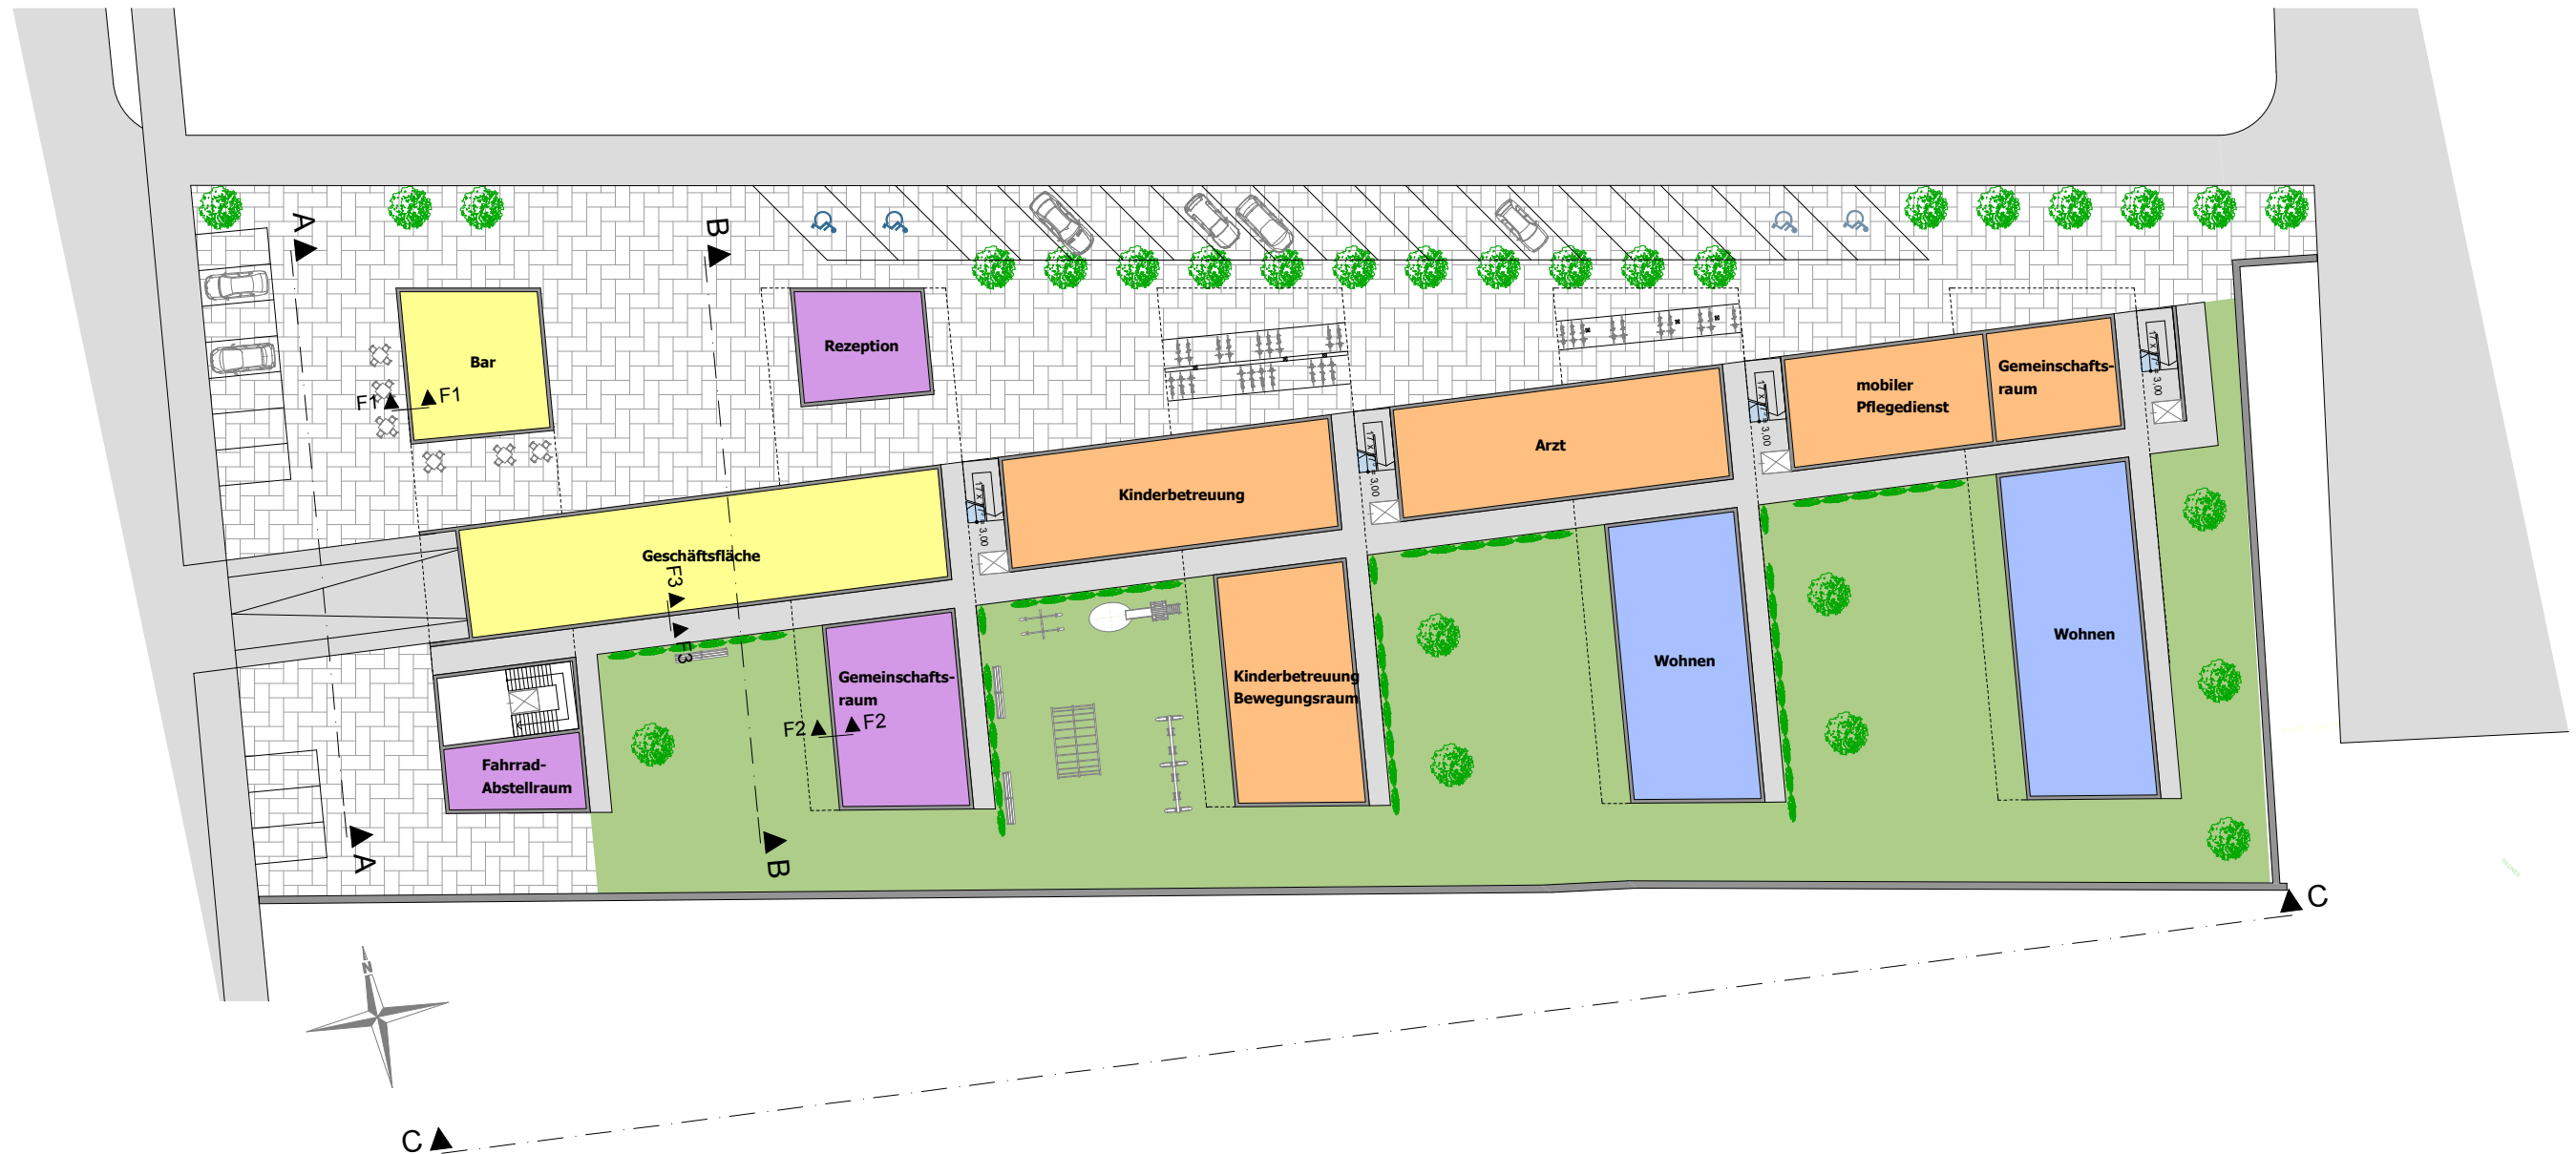 A
B
Bar
F1
F1
Rezeption
Gemeinschafts-
raum
mobiler
Pflegedienst
Arzt
Kinderbetreuung
Geschäftsfläche
3,00
3,00
3,00
3,00
F3
F3
Gemeinschafts-
raum
F2
F2
Kinderbetreuung
Bewegungsraum
Wohnen
Wohnen
Fahrrad-
Abstellraum
A
B
C
N
C